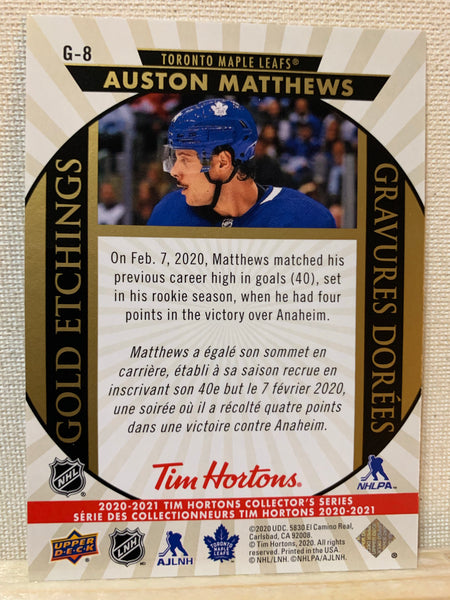 G-8
TORONTO MAPLE LEAFS®
AUSTON MATTHEWS
GOLD ETCHINGS
GRAVURES DORÉES
On Feb. 7, 2020, Matthews matched his
previous career high in goals (40), set
in his rookie season, when he had four
points in the victory over Anaheim.
Matthews a égalé son sommet en
carrière, établi à sa saison recrue en
inscrivant son 40e but le 7 février 2020,
une soirée où il a récolté quatre points
dans une victoire contre Anaheim.
NHL
Tim Hortons®
NHLPA®
2020-2021 TIM HORTONS COLLECTOR'S SERIES
SÉRIE DES COLLECTIONNEURS TIM HORTONS 2020-2021
UPPER DECK
LNH
AJLNH
TORONTO MAPLE LEAFS
©2020 UDC. 5830 El Camino Real,
Carlsbad, CA 92008.
© Tim Hortons, 2020. All rights
reserved. Printed in the USA.
©NHL/LNH. ©NHLPA/AJLNH.